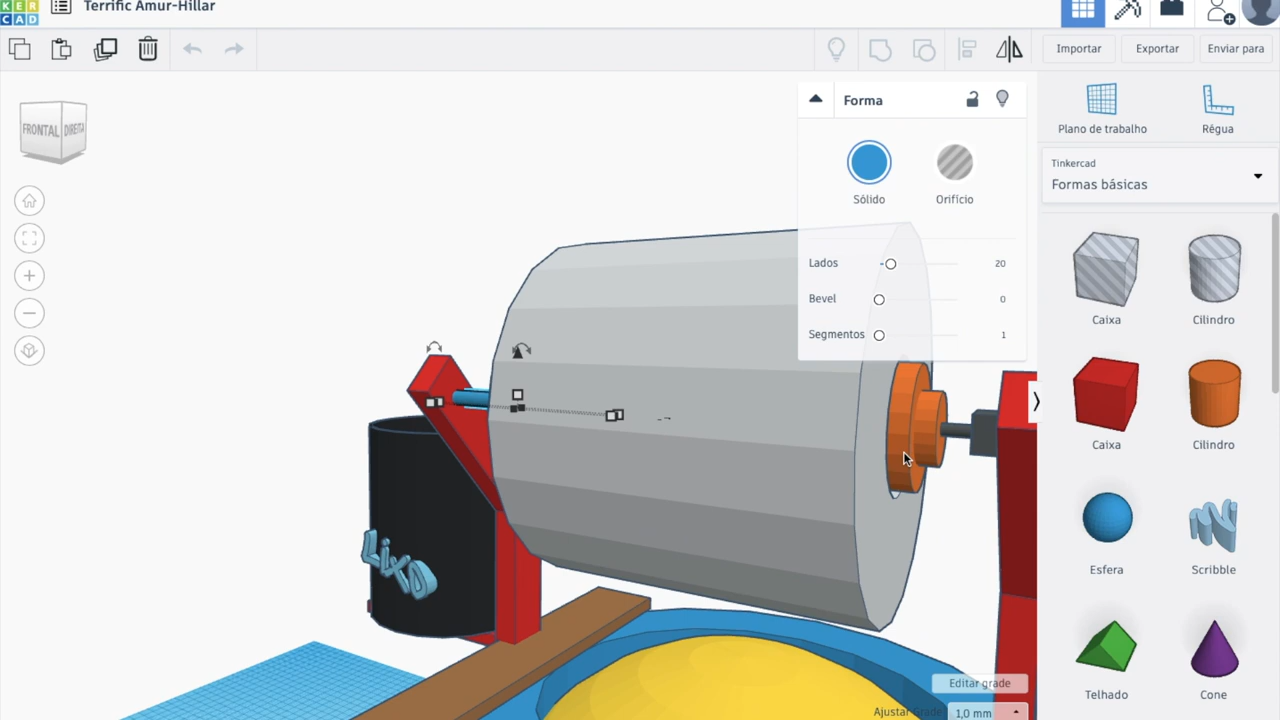 KER
CAD
Terrific Amur-Hillar
Importar
Exportar
Enviar para
FRONTAL
DIREITA
Forma
Sólido
Orifício
Lados
20
Bevel
0
Segmentos
1
Plano de trabalho
Régua
Tinkercad
Formas básicas
Caixa
Cilindro
Caixa
Cilindro
Esfera
Scribble
Telhado
Cone
Lixo
Editar grade
Ajustar Grade
1,0 mm